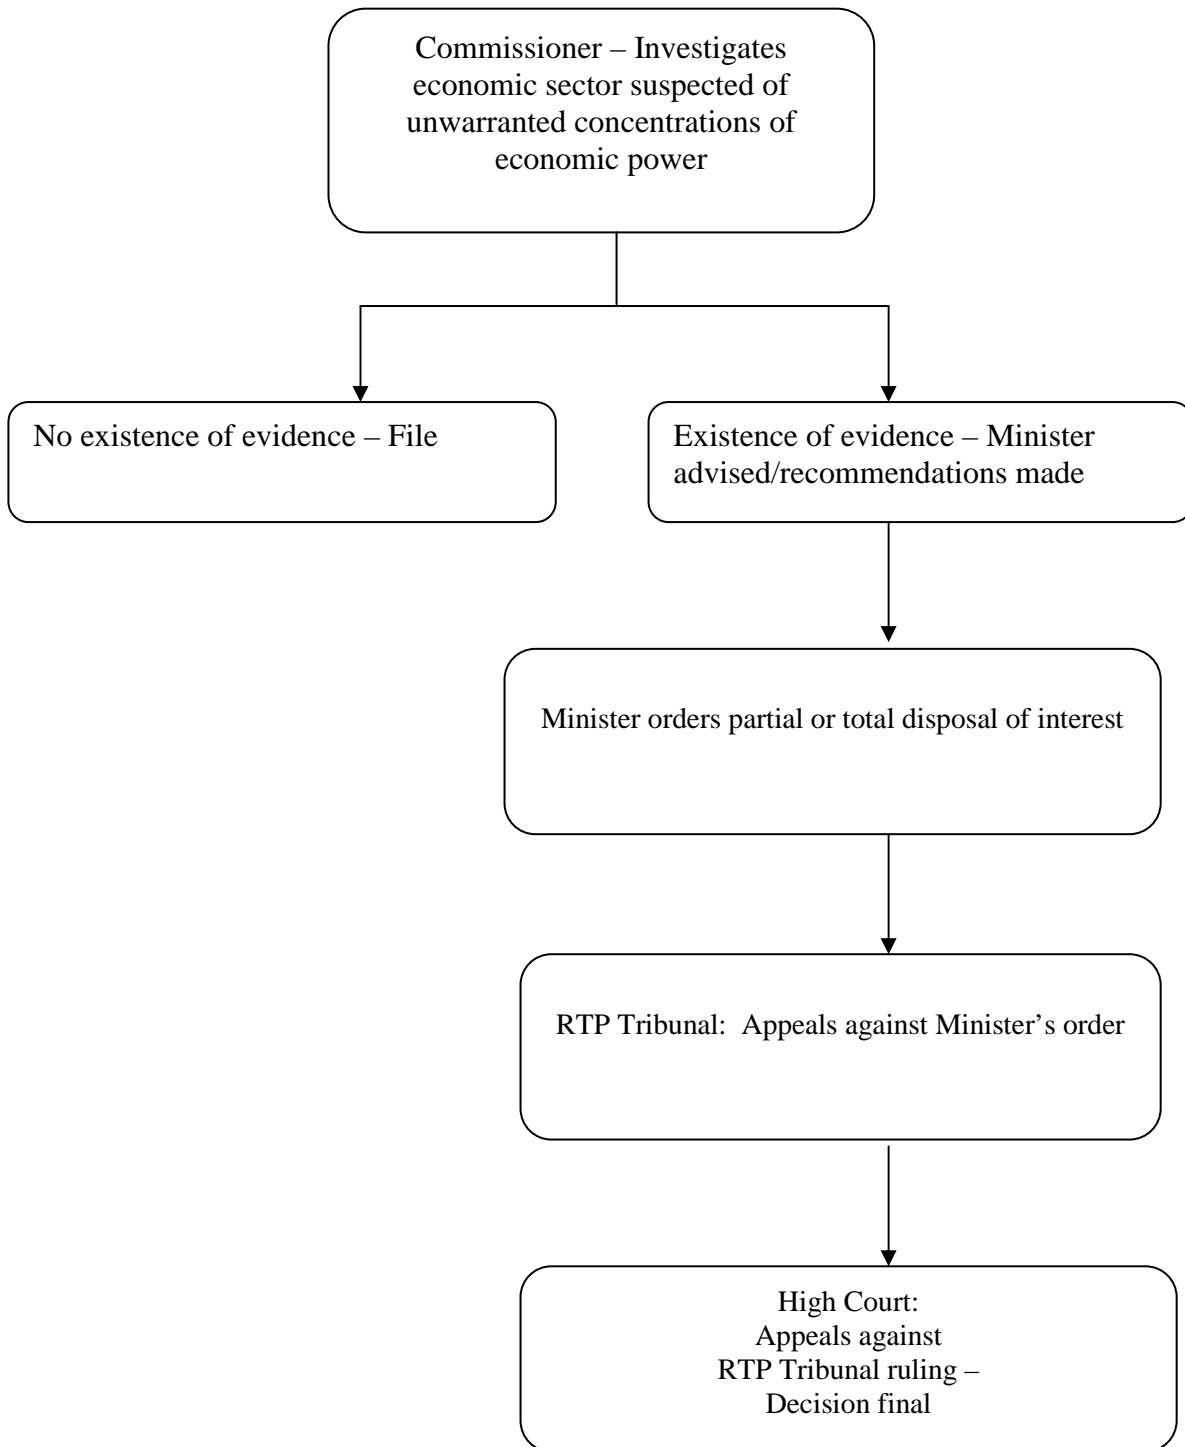 Commissioner – Investigates
economic sector suspected of
unwarranted concentrations of
economic power
No existence of evidence – File
Existence of evidence – Minister
advised/recommendations made
Minister orders partial or total disposal of interest
RTP Tribunal:  Appeals against Minister’s order
High Court:
Appeals against
RTP Tribunal ruling –
Decision final